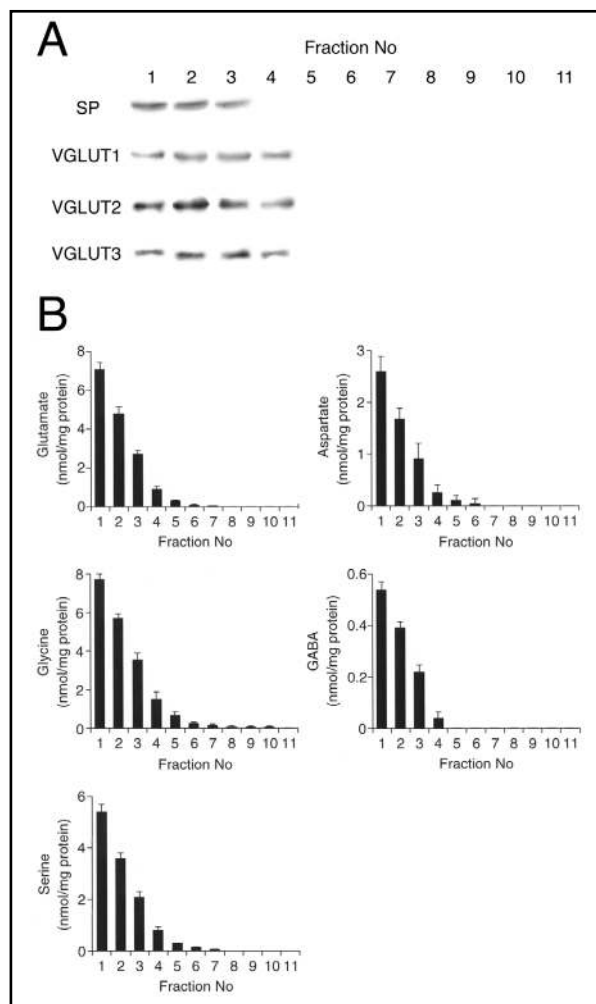 A
Fraction No
1 2 3 4 5 6 7 8 9 10 11
SP
VGLUT1
VGLUT2
VGLUT3
B
Glutamate
(nmol/mg protein)
8
6
4
2
0
1 2 3 4 5 6 7 8 9 10 11
Fraction No
Aspartate
(nmol/mg protein)
3
2
1
0
1 2 3 4 5 6 7 8 9 10 11
Fraction No
Glycine
(nmol/mg protein)
8
6
4
2
0
1 2 3 4 5 6 7 8 9 10 11
Fraction No
GABA
(nmol/mg protein)
0.6
0.4
0.2
0
1 2 3 4 5 6 7 8 9 10 11
Fraction No
Serine
(nmol/mg protein)
6
4
2
0
1 2 3 4 5 6 7 8 9 10 11
Fraction No